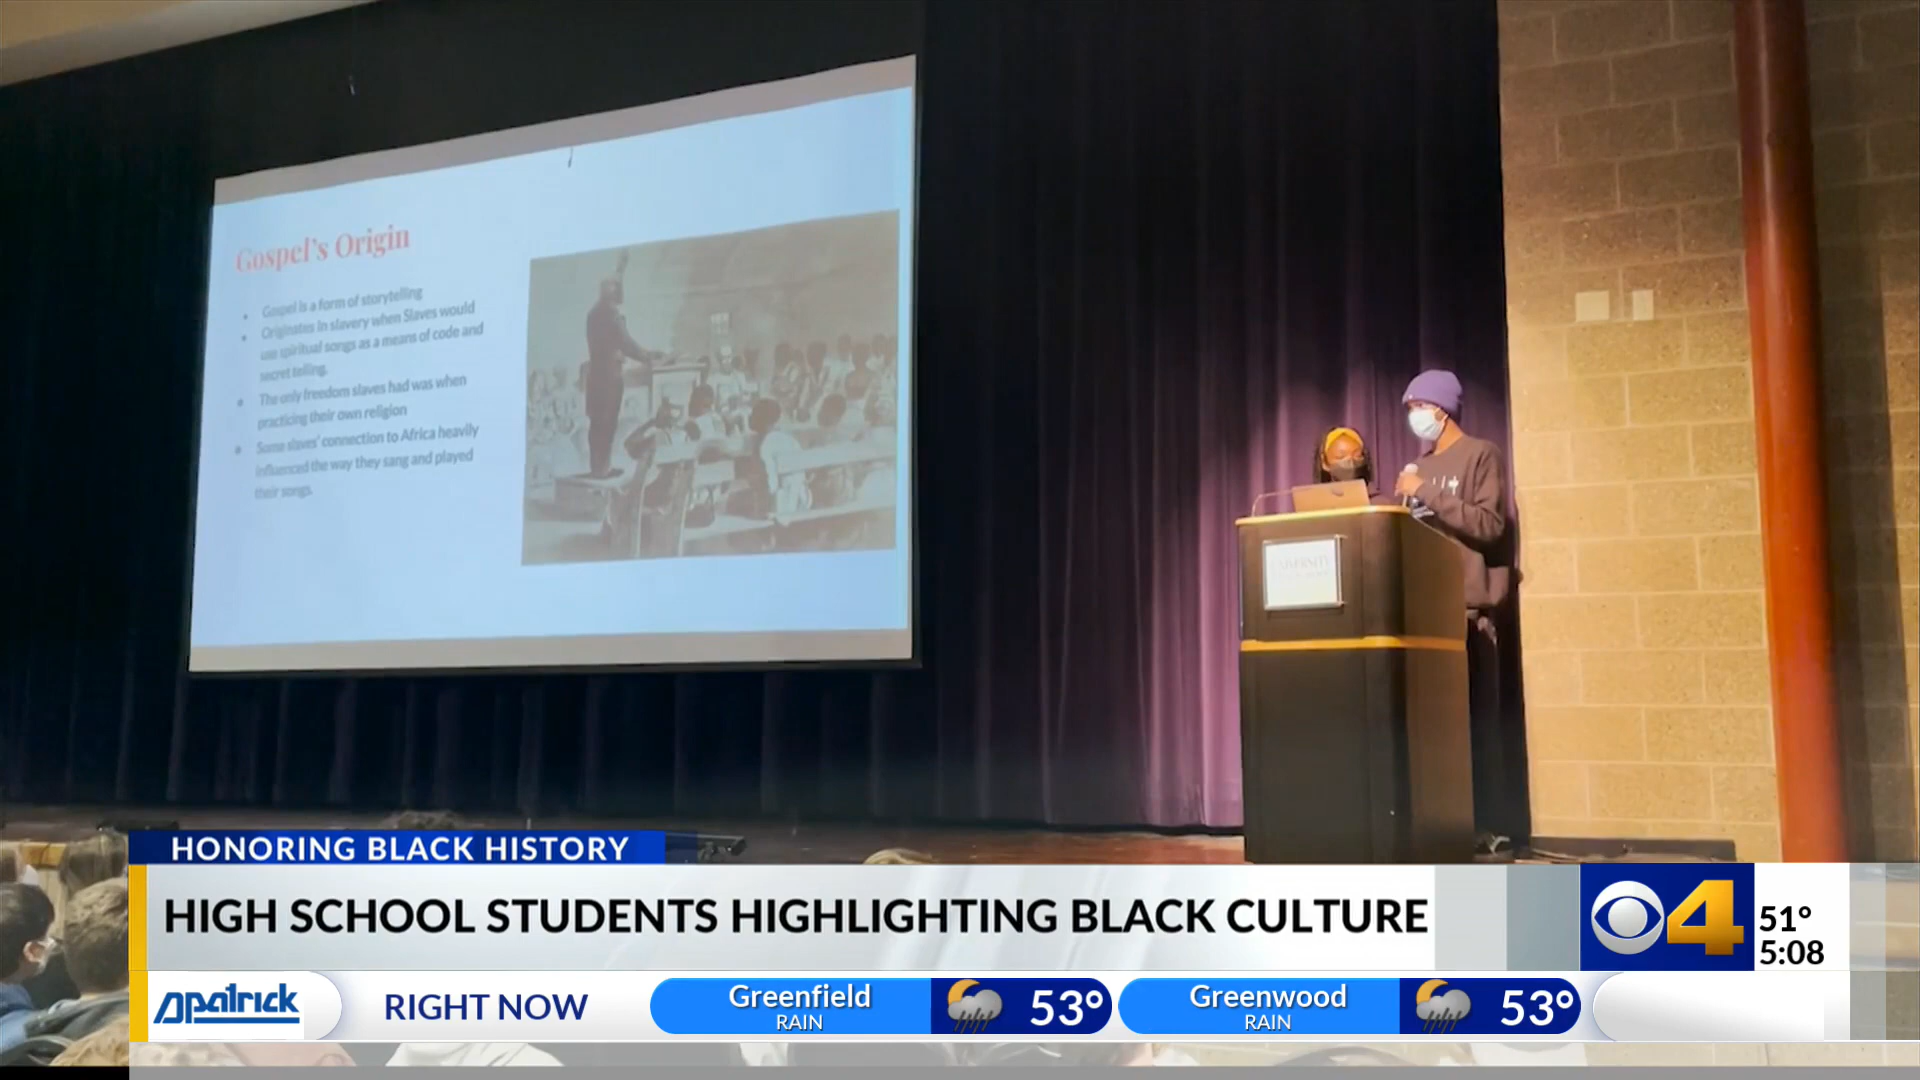 Gospel's Origin
Gospel is a form of storytelling
Originates in slavery when Slaves would
use spiritual songs as a means of code and
secret telling.
The only freedom slaves had was when
practicing their own religion
Some slaves' connection to Africa heavily
influenced the way they sang and played
their songs.
UNIVERSITY
HONORING BLACK HISTORY
HIGH SCHOOL STUDENTS HIGHLIGHTING BLACK CULTURE
4
51°
5:08
patrick
RIGHT NOW
Greenfield
RAIN
53°
Greenwood
RAIN
53°